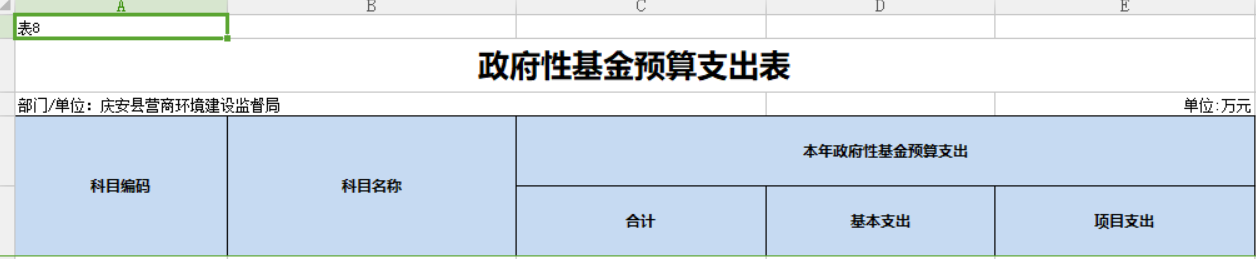 A B C D E
表8
政府性基金预算支出表
部门/单位：庆安县营商环境建设监督局 单位:万元
科目编码 科目名称 本年政府性基金预算支出
合计 基本支出 项目支出